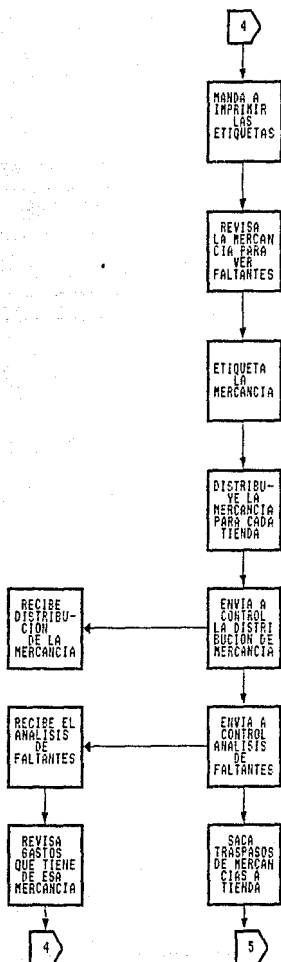 4
MANDA A
IMPRIMIR
LAS
ETIQUETAS
REVISA
LA MERCAN
CIA PARA
VER
FALTANTES
ETIQUETA
LA
MERCANCIA
DISTRIBU-
YE LA
MERCANCIA
PARA CADA
TIENDA
RECIBE
DISTRIBU-
CION
DE LA
MERCANCIA
ENVIA A
CONTROL
LA DISTRI
BUCION DE
MERCANCIA
RECIBE EL
ANALISIS
DE
FALTANTES
ENVIA A
CONTROL
ANALISIS
DE
FALTANTES
REVISA
GASTOS
QUE TIENE
DE ESA
MERCANCIA
SACA
TRASPASOS
DE MERCAN
CIAS A
TIENDA
4
5